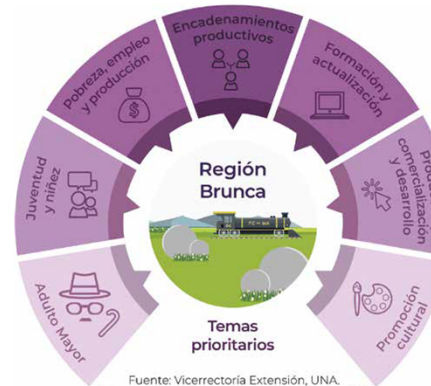 Adulto Mayor
Juventud
y niñez
Pobreza, empleo
y producción
Encadenamientos
productivos
Formación y
actualización
comercialización
y desarrollo
Promoción
cultural
Región
Brunca
Temas
prioritarios
Fuente: Vicerrectoría Extensión, UNA.